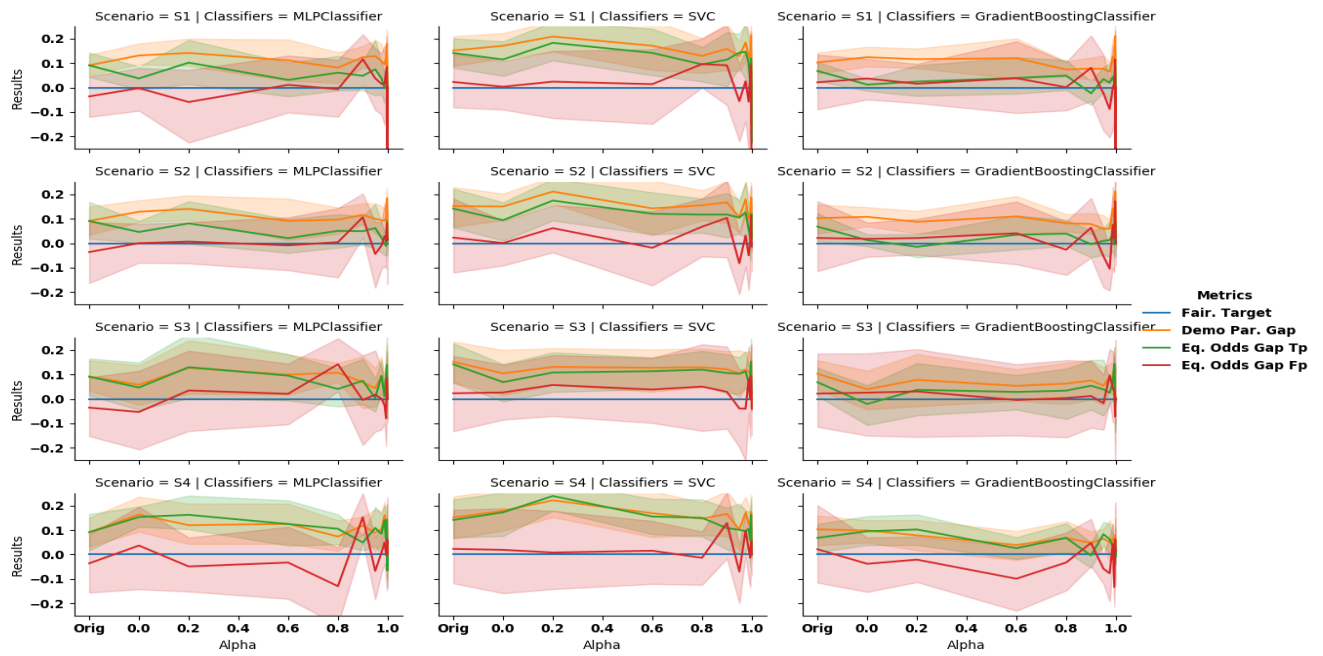 Scenario = S1 | Classifiers = MLPClassifier
Scenario = S1 | Classifiers = SVC
Scenario = S1 | Classifiers = GradientBoostingClassifier
0.2
0.1
0.0
−0.1
−0.2
Results
Scenario = S2 | Classifiers = MLPClassifier
Scenario = S2 | Classifiers = SVC
Scenario = S2 | Classifiers = GradientBoostingClassifier
0.2
0.1
0.0
−0.1
−0.2
Results
Metrics
Fair. Target
Demo Par. Gap
Eq. Odds Gap Tp
Eq. Odds Gap Fp
Scenario = S3 | Classifiers = MLPClassifier
Scenario = S3 | Classifiers = SVC
Scenario = S3 | Classifiers = GradientBoostingClassifier
0.2
0.1
0.0
−0.1
−0.2
Results
Scenario = S4 | Classifiers = MLPClassifier
Scenario = S4 | Classifiers = SVC
Scenario = S4 | Classifiers = GradientBoostingClassifier
0.2
0.1
0.0
−0.1
−0.2
Results
Orig 0.0 0.2 0.4 0.6 0.8 1.0
Alpha
Orig 0.0 0.2 0.4 0.6 0.8 1.0
Alpha
Orig 0.0 0.2 0.4 0.6 0.8 1.0
Alpha